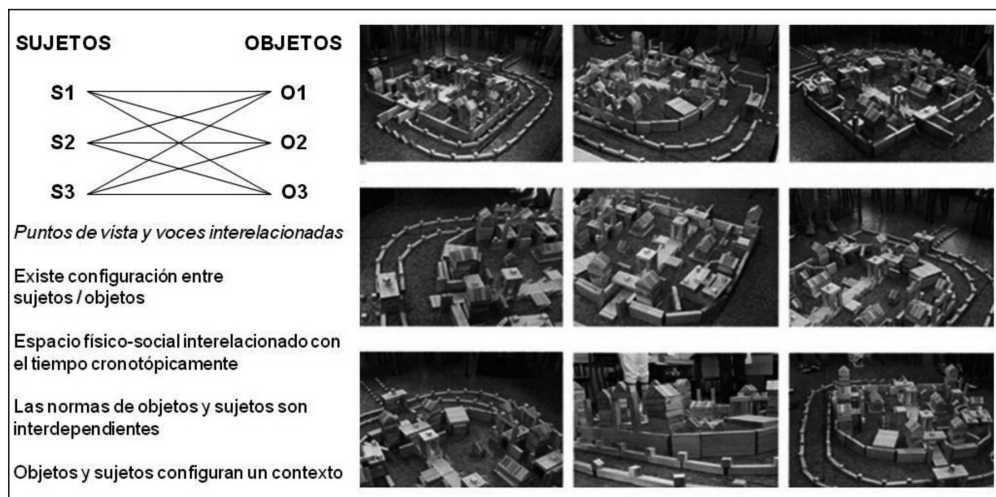 SUJETOS OBJETOS
S1 O1
S2 O2
S3 O3
Puntos de vista y voces interelacionadas
Existe configuración entre
sujetos / objetos
Espacio físico-social interelacionado con
el tiempo cronotópicamente
Las normas de objetos y sujetos son
interdependientes
Objetos y sujetos configuran un contexto